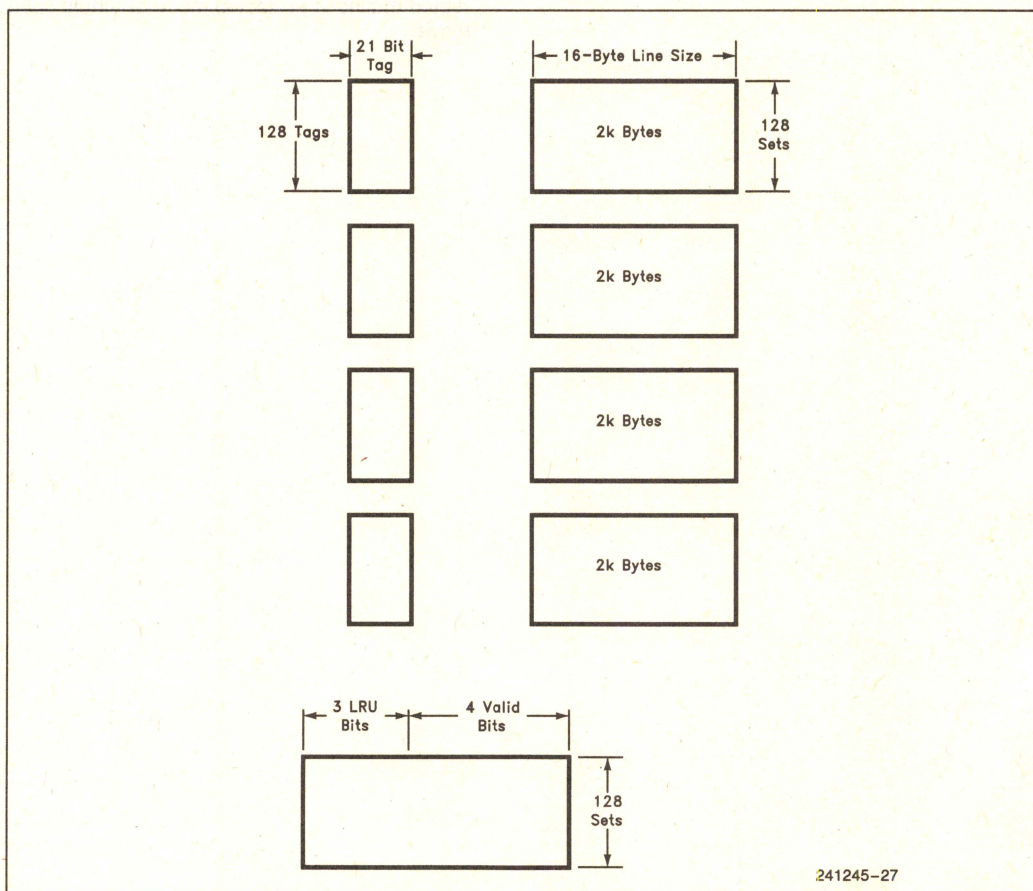 21 Bit
Tag
16-Byte Line Size
128 Tags
2k Bytes
128
Sets
2k Bytes
2k Bytes
2k Bytes
3 LRU
Bits
4 Valid
Bits
128
Sets
241245-27